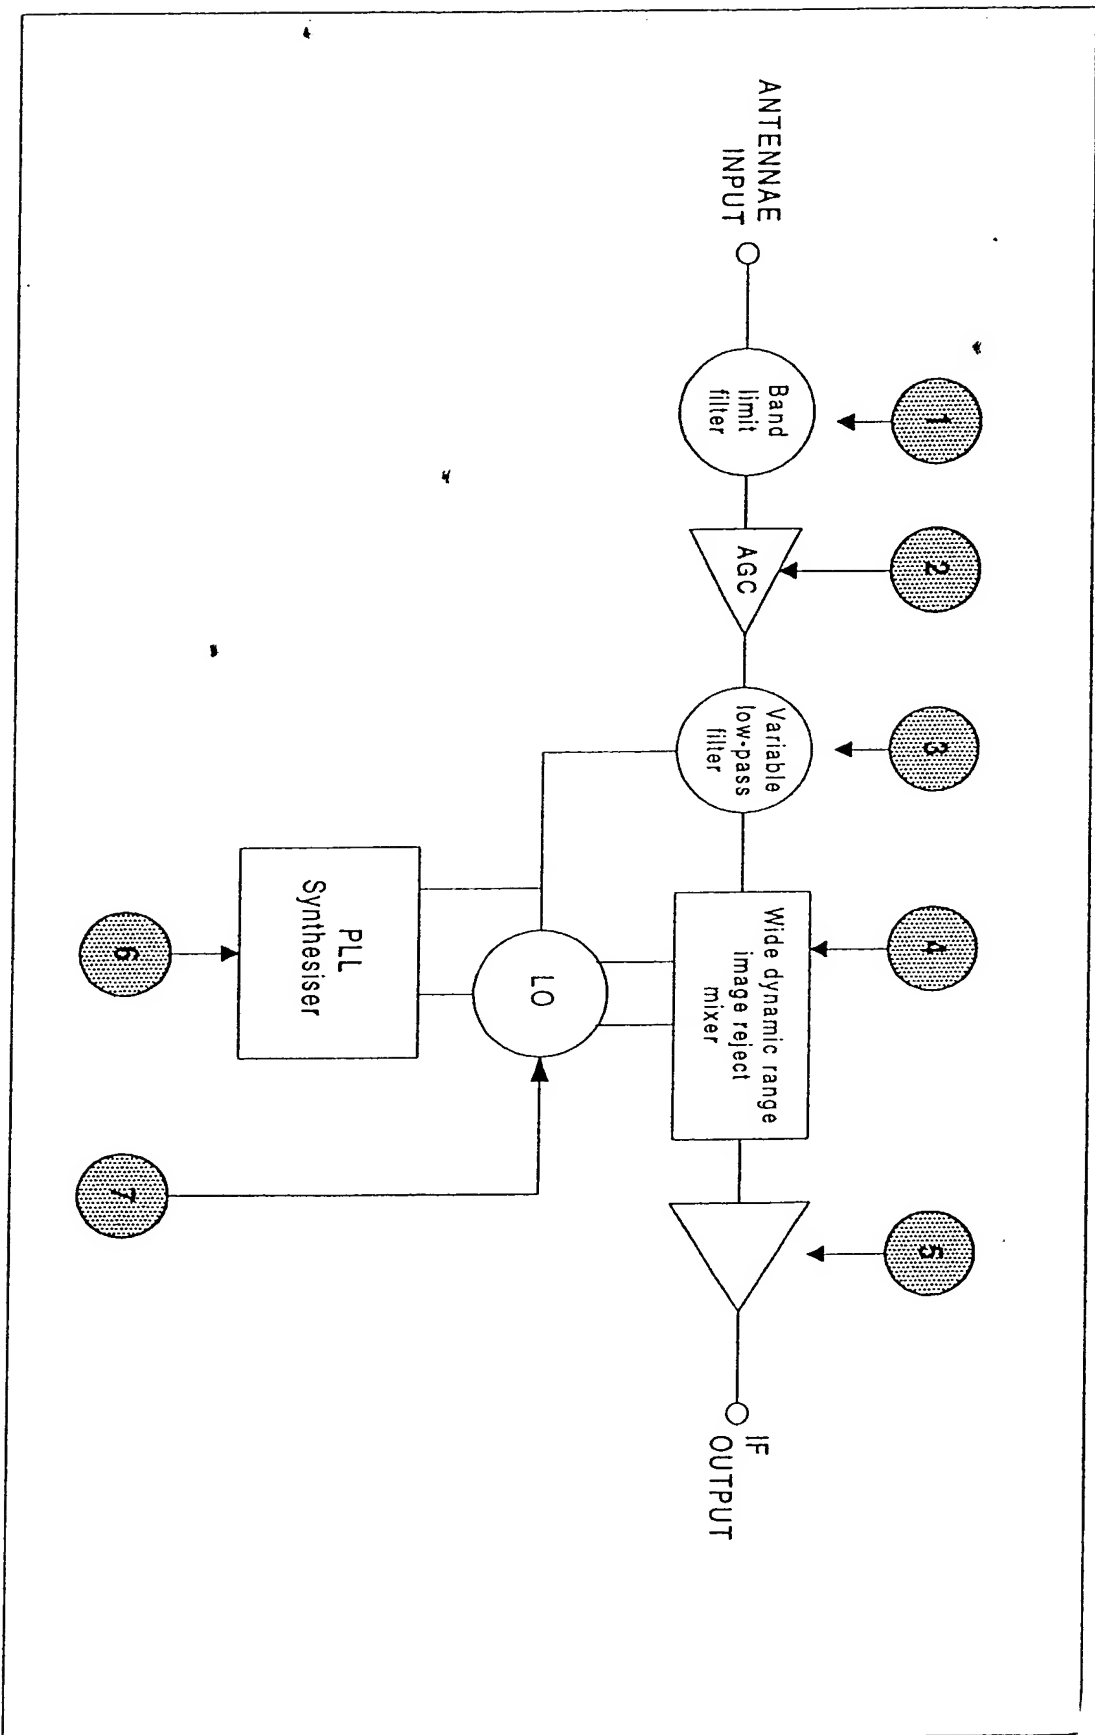 1
2
3
4
5
ANTENNAE
INPUT
Band
limit
filter
AGC
Variable
low-pass
filter
Wide dynamic range
image reject
mixer
IF
OUTPUT
LO
PLL
Synthesiser
6
7